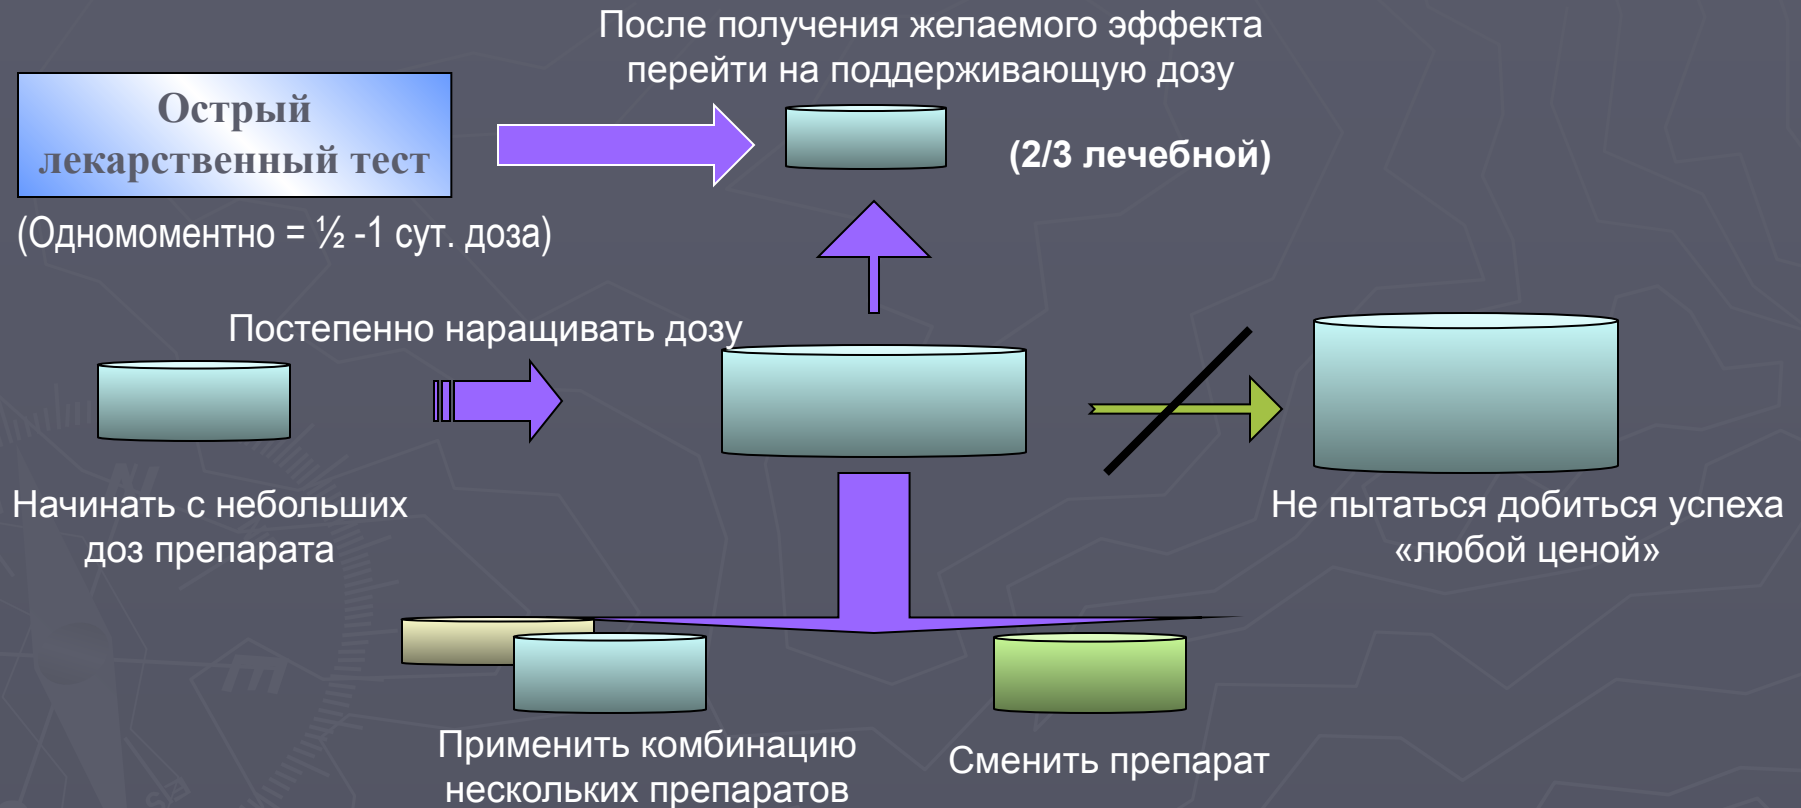 После получения желаемого эффекта
перейти на поддерживающую дозу
Острый
лекарственный тест
(2/3 лечебной)
(Одномоментно = ½ -1 сут. доза)
Постепенно наращивать дозу
Начинать с небольших
доз препарата
Не пытаться добиться успеха
«любой ценой»
Применить комбинацию
нескольких препаратов
Сменить препарат
N
E